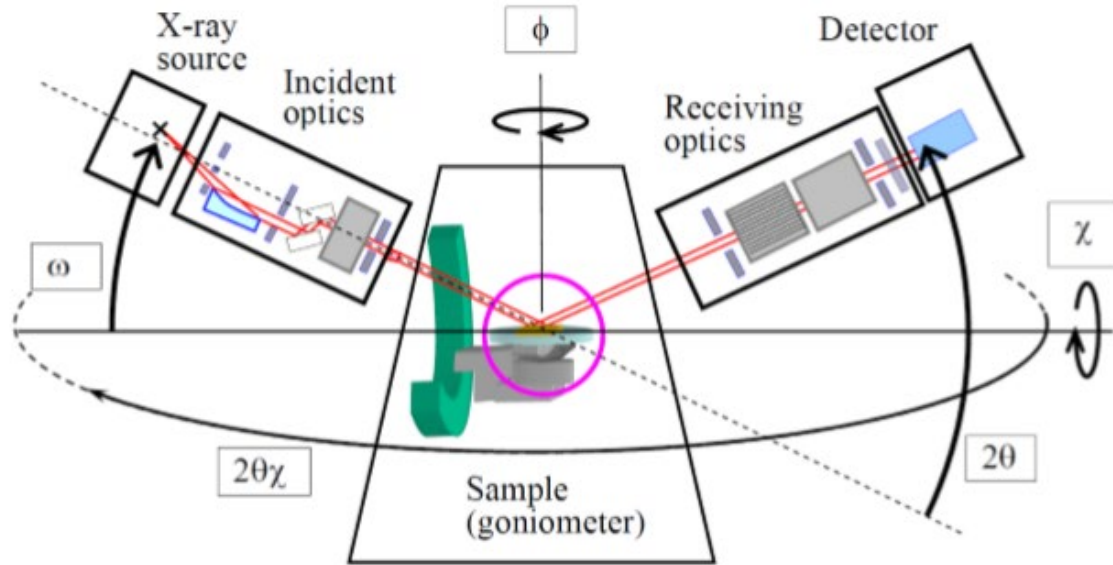 X-ray
source
Incident
optics
ϕ
Detector
Receiving
optics
ω
χ
2θχ
Sample
(goniometer)
2θ